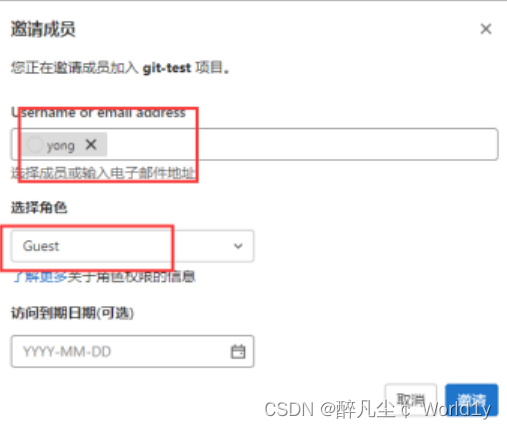 邀请成员
您正在邀请成员加入 git-test 项目。
Username or email address
yong
选择成员或输入电子邮件地址
选择角色
Guest
了解更多关于角色权限的信息
访问到期日期(可选)
YYYY-MM-DD
取消 邀请
CSDN @醉凡尘¢ World1y